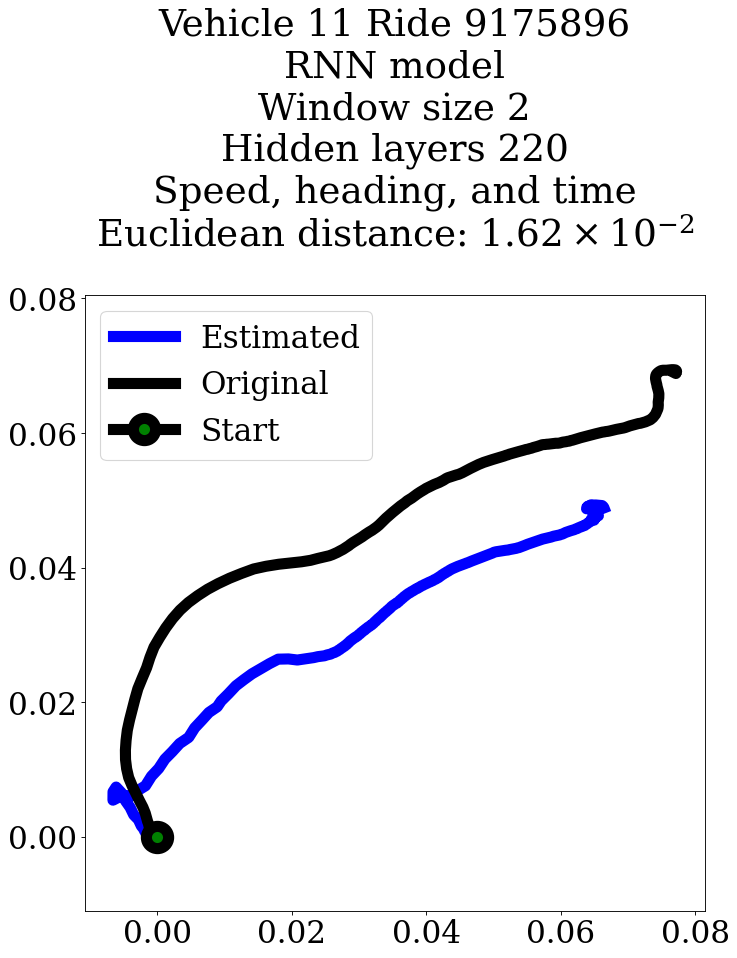 Vehicle 11 Ride 9175896
RNN model
Window size 2
Hidden layers 220
Speed, heading, and time
Euclidean distance: 1.62 × 10⁻²
0.08
Estimated
Original
Start
0.06
0.04
0.02
0.00
0.00 0.02 0.04 0.06 0.08